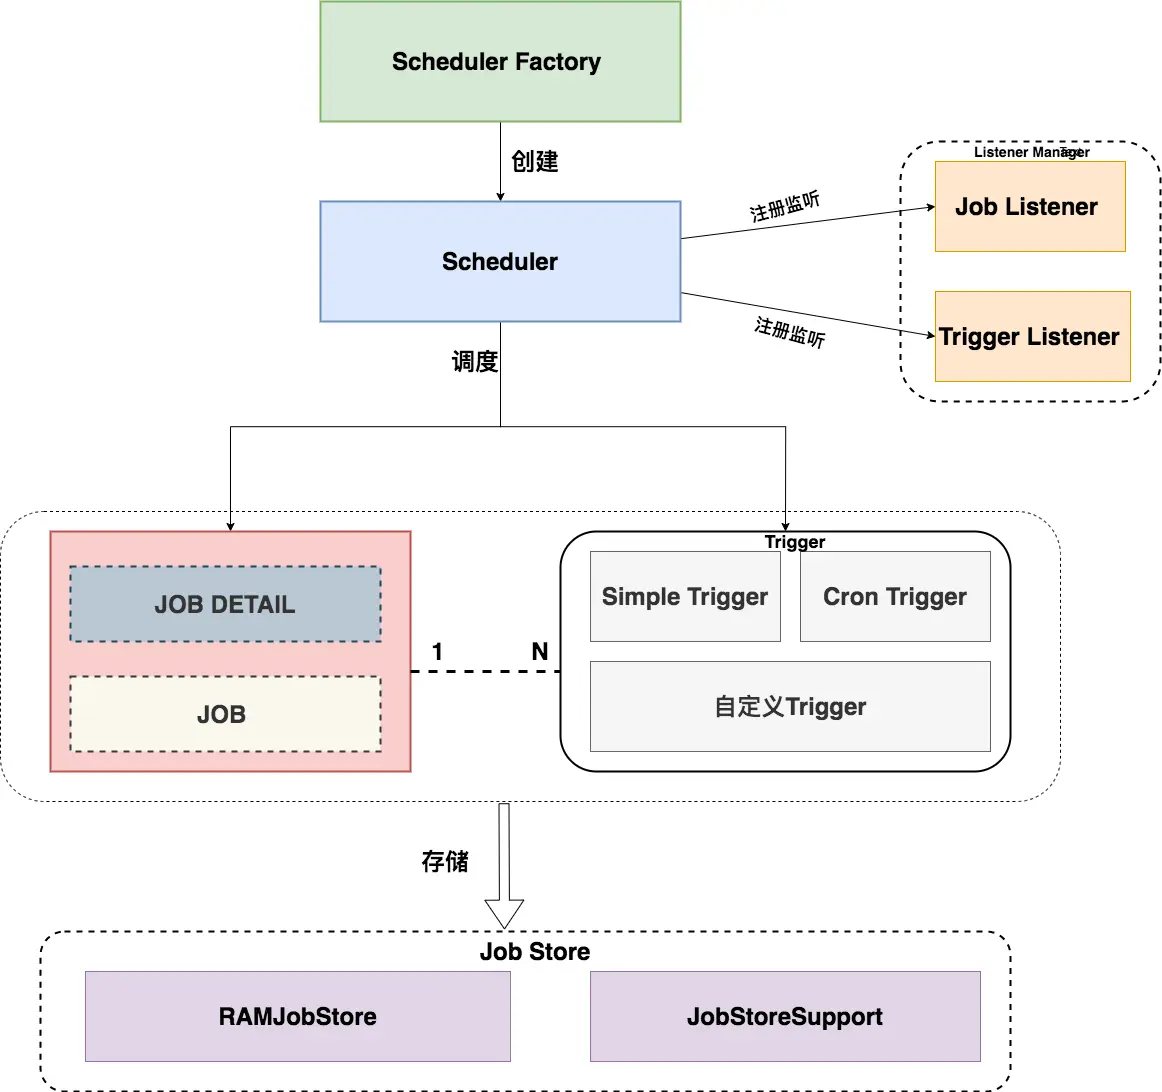 Scheduler Factory
创建
Listener Manager
Job Listener
注册监听
Scheduler
注册监听
Trigger Listener
调度
Trigger
Simple Trigger
Cron Trigger
JOB DETAIL
1
N
JOB
自定义Trigger
存储
Job Store
RAMJobStore
JobStoreSupport